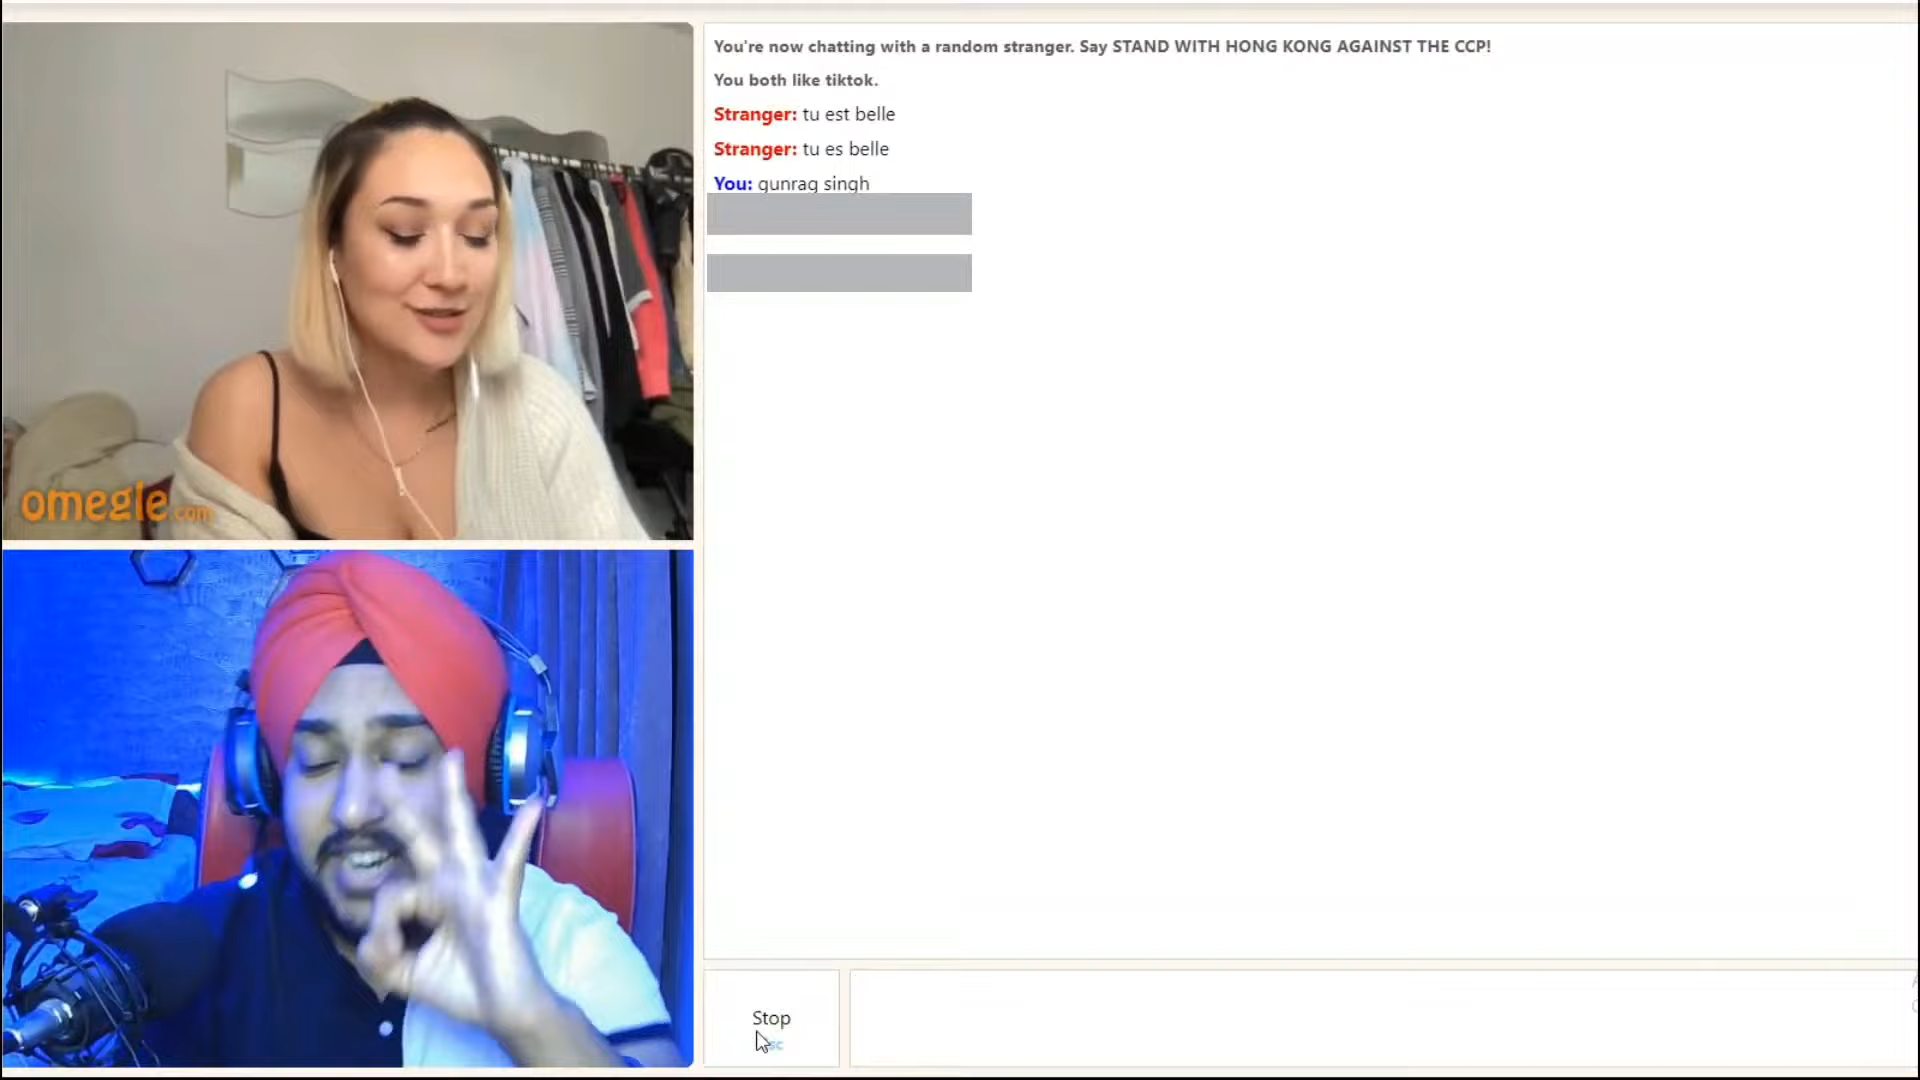 You're now chatting with a random stranger. Say STAND WITH HONG KONG AGAINST THE CCP!
You both like tiktok.
Stranger: tu est belle
Stranger: tu es belle
You: gunrag singh
omegle.com
Stop